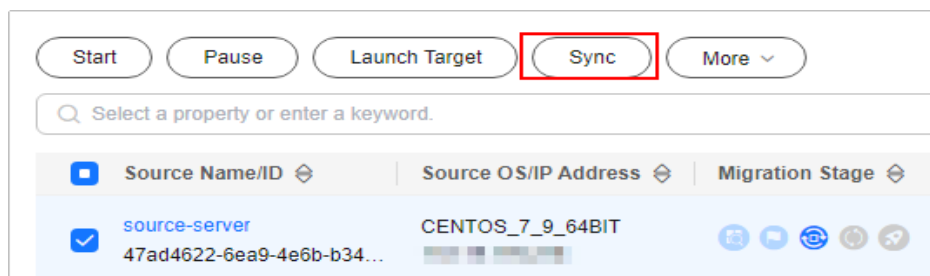 Start Pause Launch Target Sync More
Select a property or enter a keyword.
Source Name/ID Source OS/IP Address Migration Stage
source-server CENTOS_7_9_64BIT
47ad4622-6ea9-4e6b-b34...